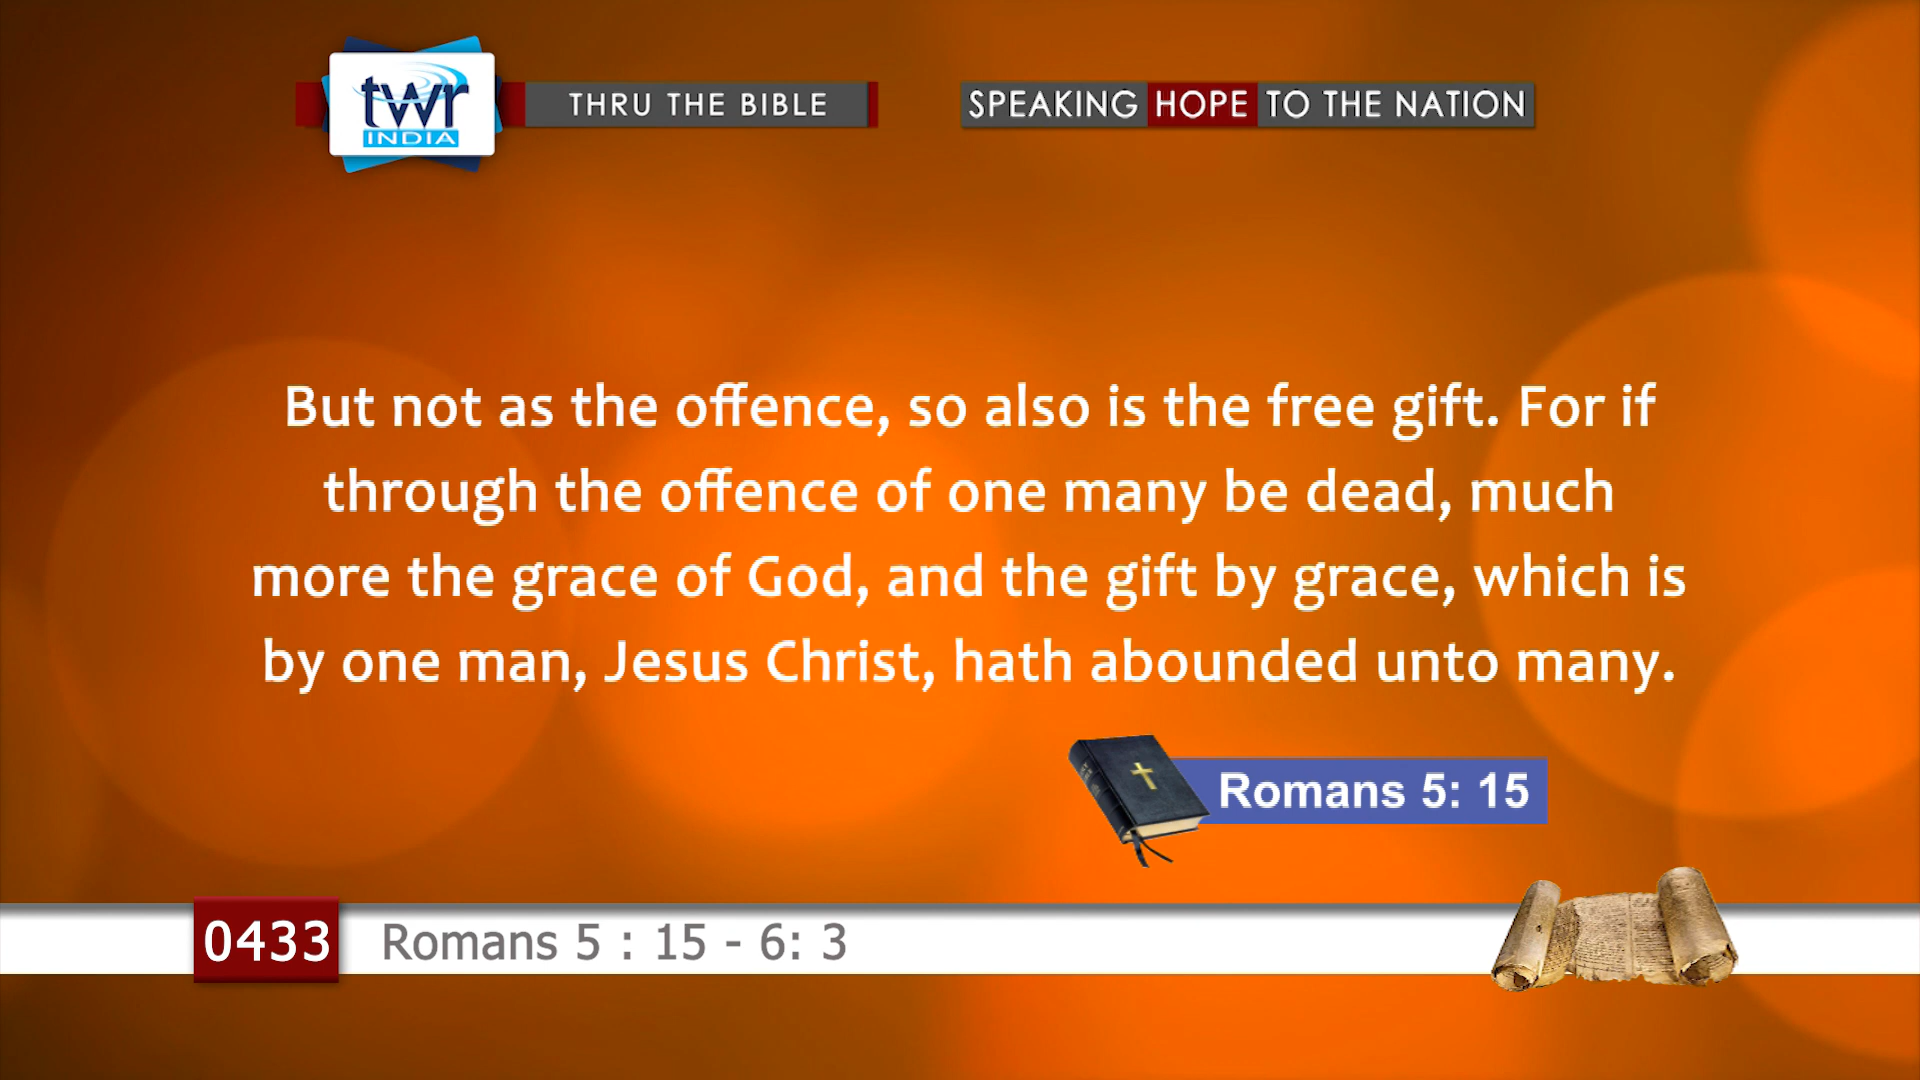 twr
INDIA
THRU THE BIBLE
SPEAKING HOPE TO THE NATION
But not as the offence, so also is the free gift. For if
through the offence of one many be dead, much
more the grace of God, and the gift by grace, which is
by one man, Jesus Christ, hath abounded unto many.
Romans 5: 15
0433
Romans 5 : 15 - 6: 3